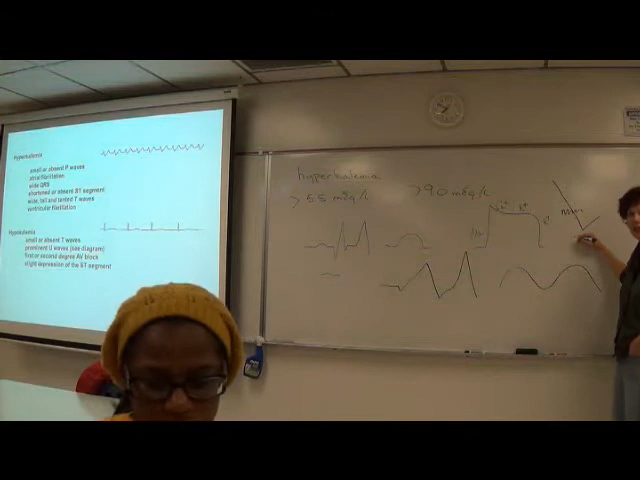 Hyperkalemia
small or absent P waves
atrial fibrillation
wide QRS
shortened or absent ST segment
wide, tall and tented T waves
ventricular fibrillation
Hypokalemia
small or absent T waves
prominent U waves (see diagram)
first or second degree AV block
slight depression of the ST segment
hyperkalemia
> 5.5 mEq/L
> 9.0 mEq/L